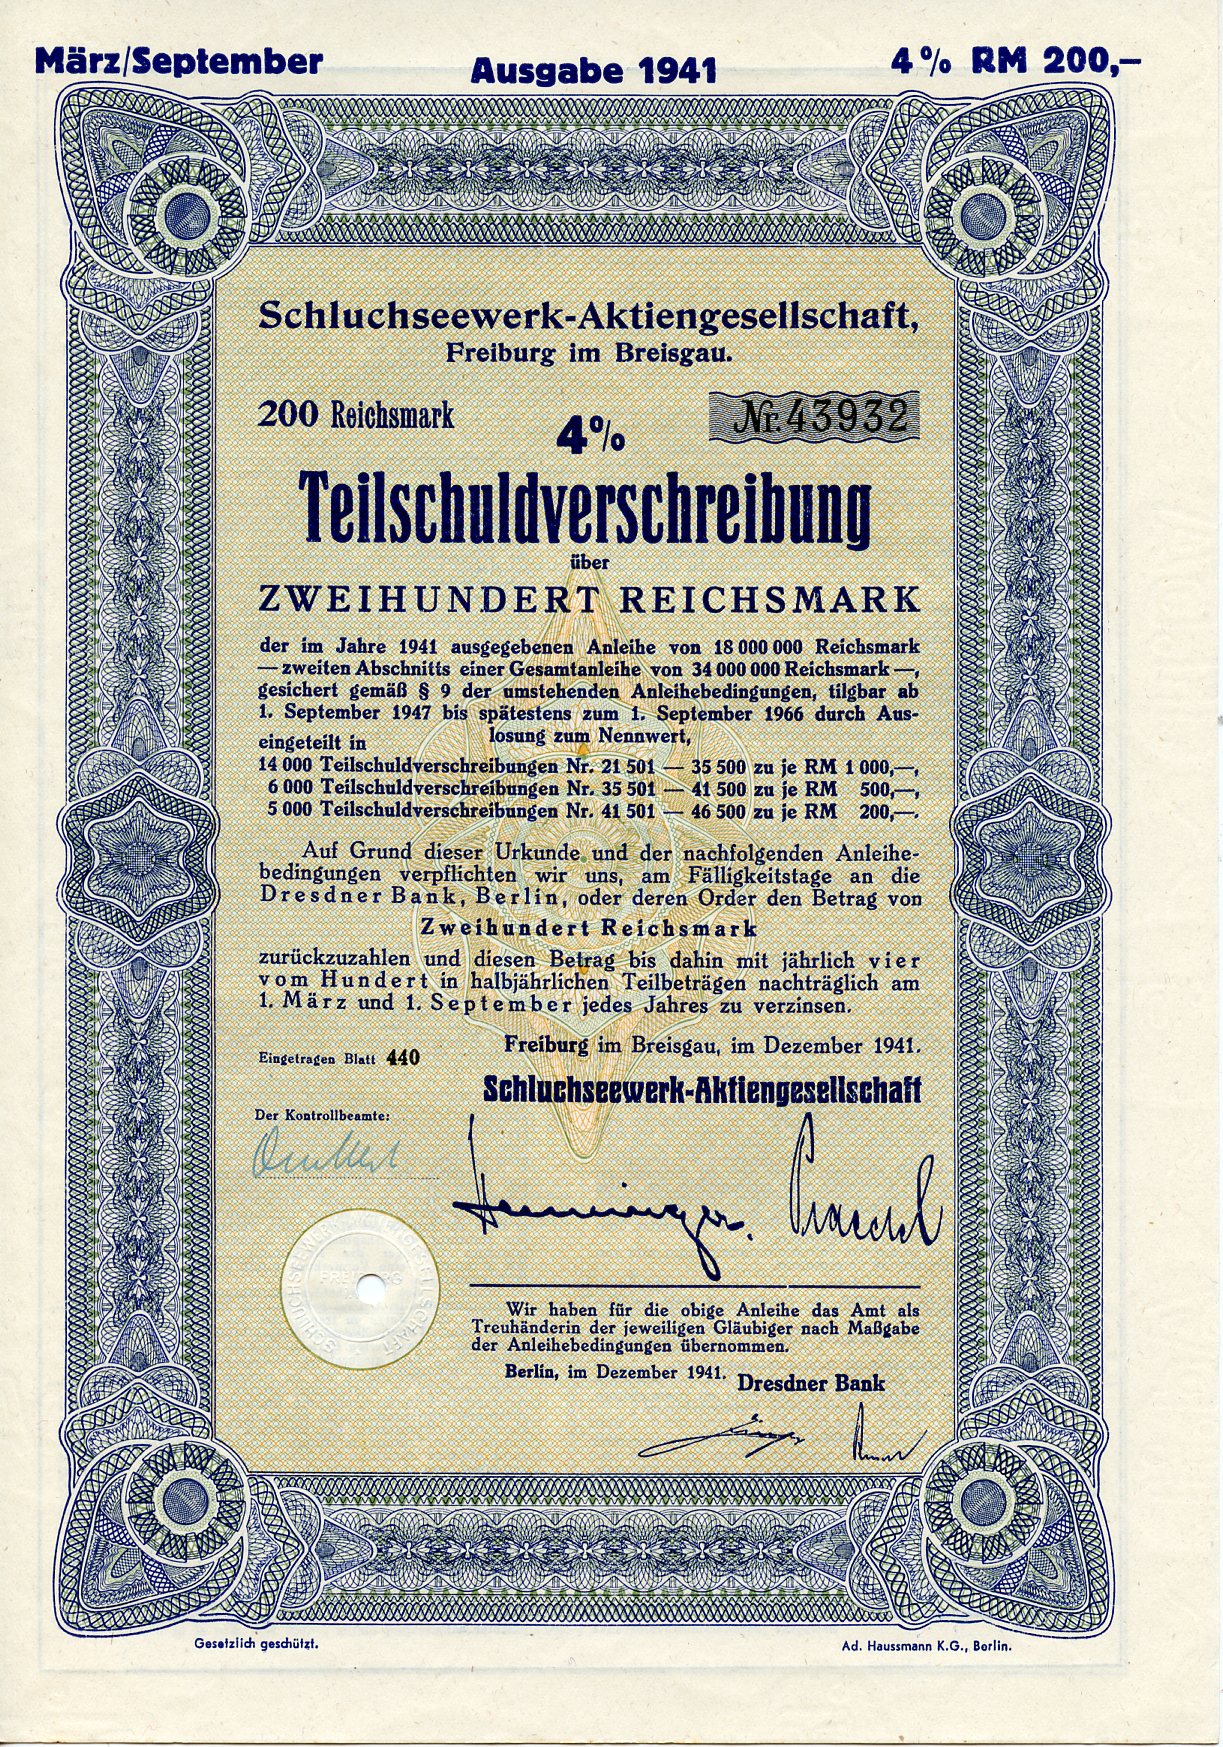 März/September
Ausgabe 1941
4% RM 200,—
Schluchseewerk-Aktiengesellschaft,
Freiburg im Breisgau.
200 Reichsmark
4%
Nr. 43932
Teilschuldverschreibung
über
ZWEIHUNDERT REICHSMARK
der im Jahre 1941 ausgegebenen Anleihe von 18 000 000 Reichsmark
— zweiten Abschnitts einer Gesamtanleihe von 34 000 000 Reichsmark —,
gesichert gemäß § 9 der umstehenden Anleihebedingungen, tilgbar ab
1. September 1947 bis spätestens zum 1. September 1966 durch Aus-
losung zum Nennwert,
eingeteilt in
14 000 Teilschuldverschreibungen Nr. 21 501 — 35 500 zu je RM 1 000,—,
6 000 Teilschuldverschreibungen Nr. 35 501 — 41 500 zu je RM 500,—,
5 000 Teilschuldverschreibungen Nr. 41 501 — 46 500 zu je RM 200,—.
Auf Grund dieser Urkunde und der nachfolgenden Anleihe-
bedingungen verpflichten wir uns, am Fälligkeitstage an die
Dresdner Bank, Berlin, oder deren Order den Betrag von
Zweihundert Reichsmark
zurückzuzahlen und diesen Betrag bis dahin mit jährlich vier
vom Hundert in halbjährlichen Teilbeträgen nachträglich am
1. März und 1. September jedes Jahres zu verzinsen.
Freiburg im Breisgau, im Dezember 1941.
Eingetragen Blatt 440
Schluchseewerk-Aktiengesellschaft
Der Kontrollbeamte:
SCHLUCHSEEWERK AKTIENGESELLSCHAFT
FREIBURG
Wir haben für die obige Anleihe das Amt als
Treuhänderin der jeweiligen Gläubiger nach Maßgabe
der Anleihebedingungen übernommen.
Berlin, im Dezember 1941.
Dresdner Bank
Gesetzlich geschützt.
Ad. Haussmann K.G., Berlin.